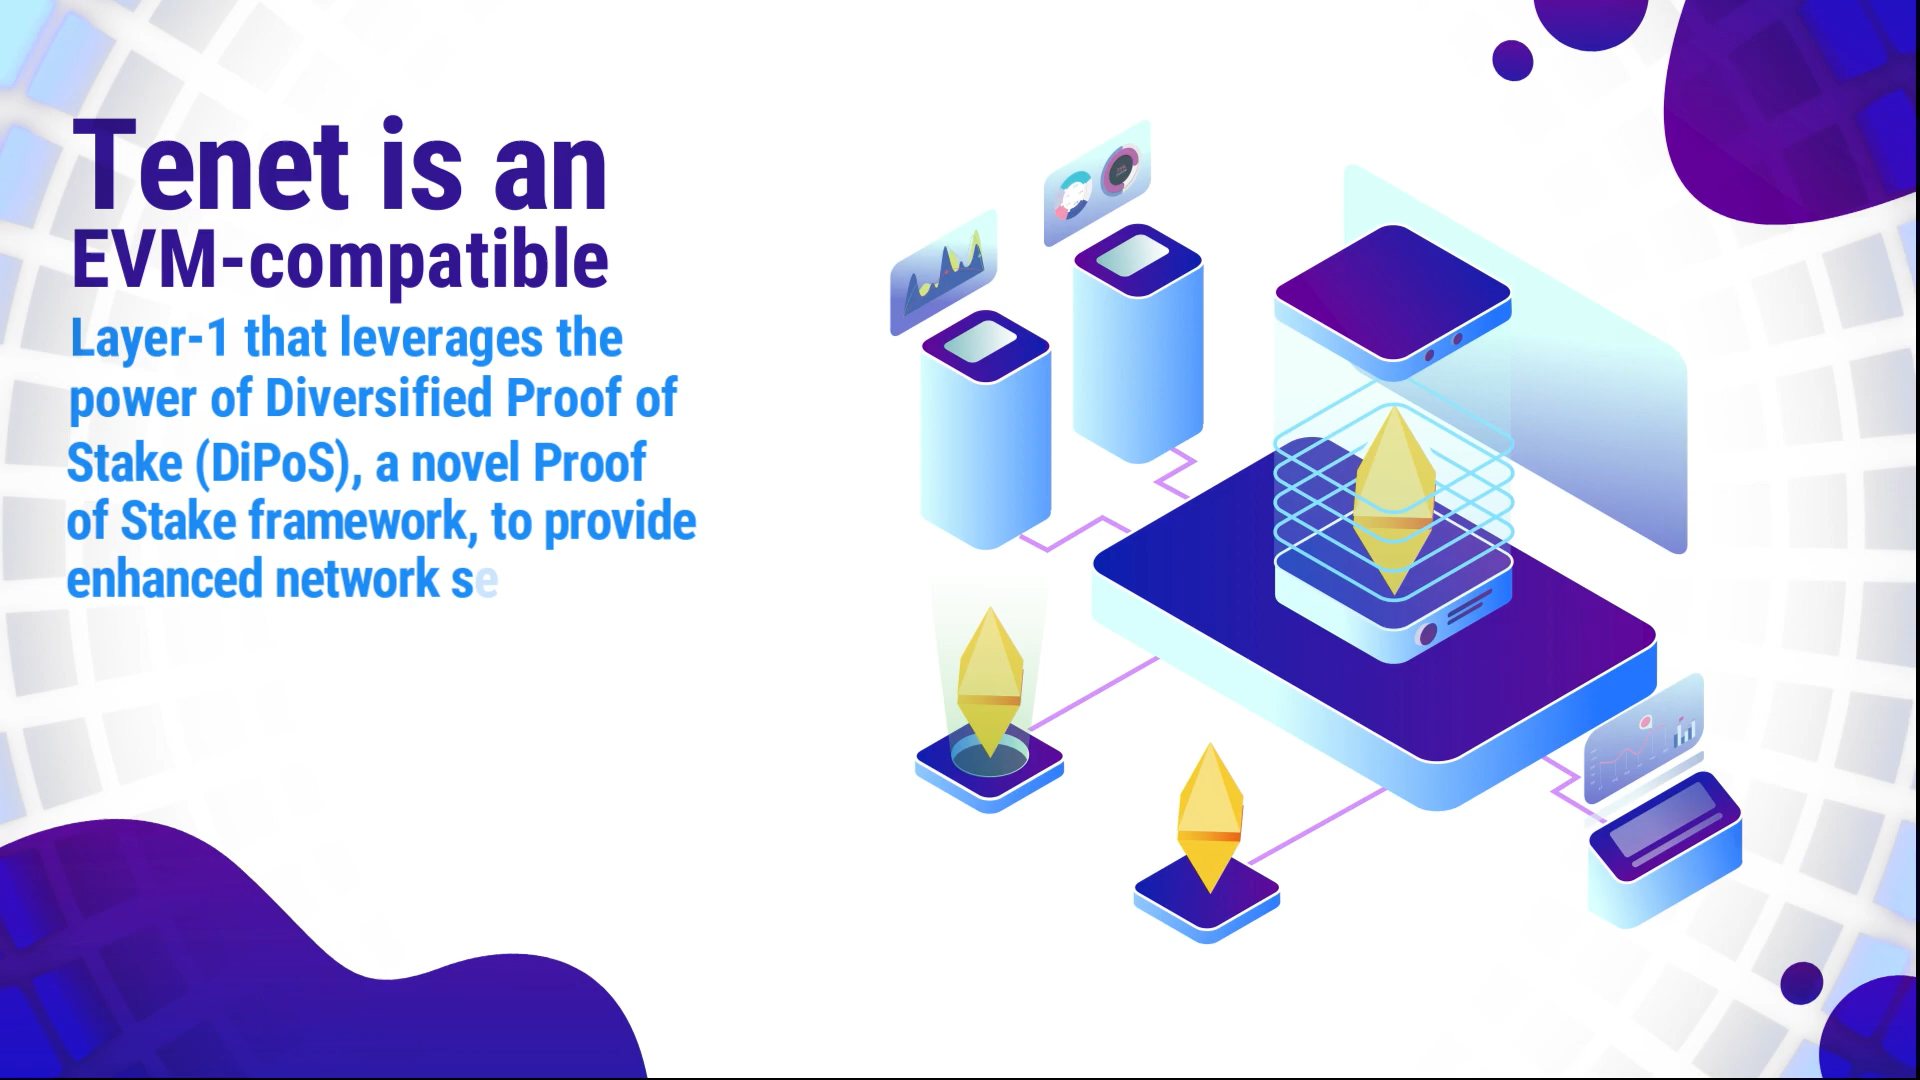 Tenet is an
EVM-compatible
Layer-1 that leverages the
power of Diversified Proof of
Stake (DiPoS), a novel Proof
of Stake framework, to provide
enhanced network se